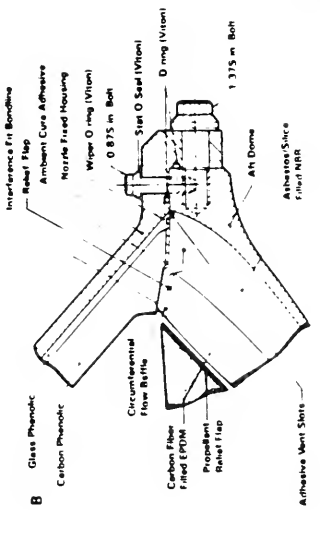 B
Glass Phenolic
Carbon Phenolic
Circumferential
Flow Baffle
Carbon Fiber
Filled EPDM
Propellant
Relief Flap
Adhesive Vent Slots
Interference Fit Bondline
Relief Flap
Ambient Cure Adhesive
Nozzle Fixed Housing
Wiper O ring (Viton)
0.875 in Bolt
Stat O Seal (Viton)
O ring (Viton)
1.375 in Bolt
Aft Dome
Asbestos/Silica
Filled NBR